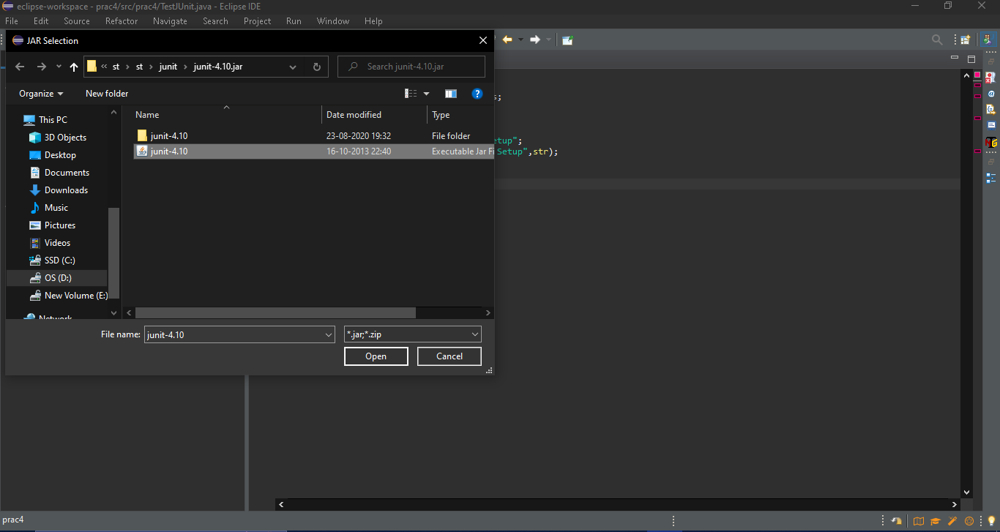 eclipse-workspace - prac4/src/prac4/TestJUnit.java - Eclipse IDE
File Edit Source Refactor Navigate Search Project Run Window Help
JAR Selection
« st › st › junit › junit-4.10.jar
Search junit-4.10.jar
Organize New folder
Name Date modified Type
junit-4.10 23-08-2020 19:32 File folder
junit-4.10 16-10-2013 22:40 Executable Jar Fi
This PC
3D Objects
Desktop
Documents
Downloads
Music
Pictures
Videos
SSD (C:)
OS (D:)
New Volume (E:)
Network
File name: junit-4.10 *.jar;*.zip
Open Cancel
s;
etup";
Setup",str);
prac4